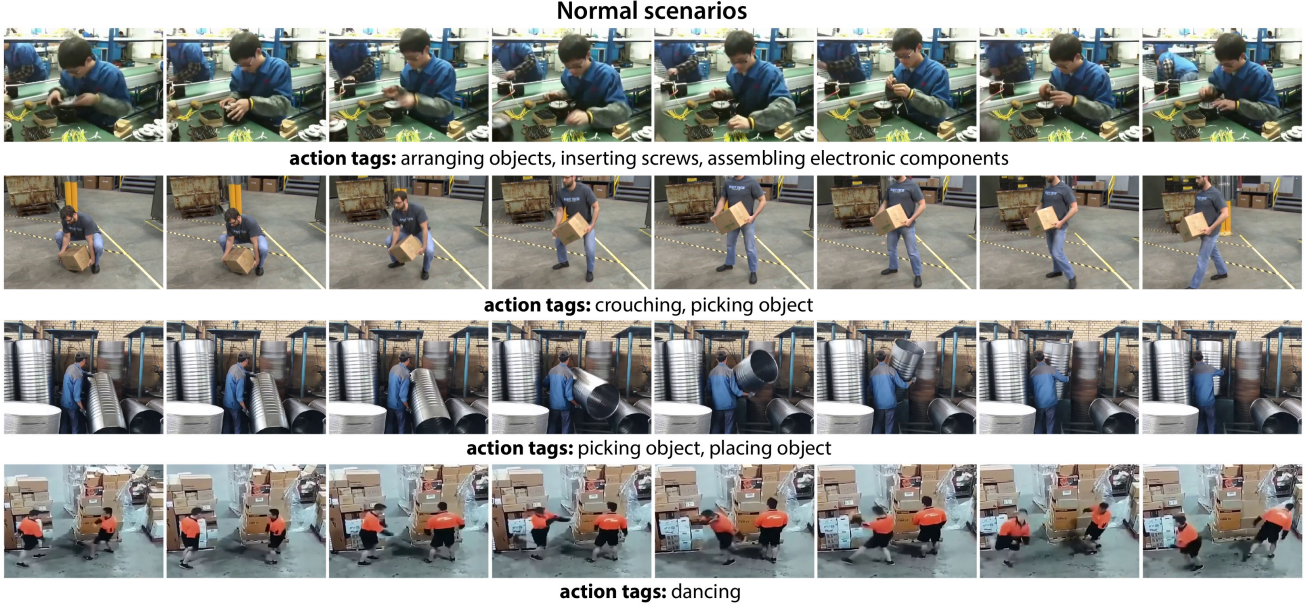 Normal scenarios
action tags: arranging objects, inserting screws, assembling electronic components
action tags: crouching, picking object
action tags: picking object, placing object
action tags: dancing